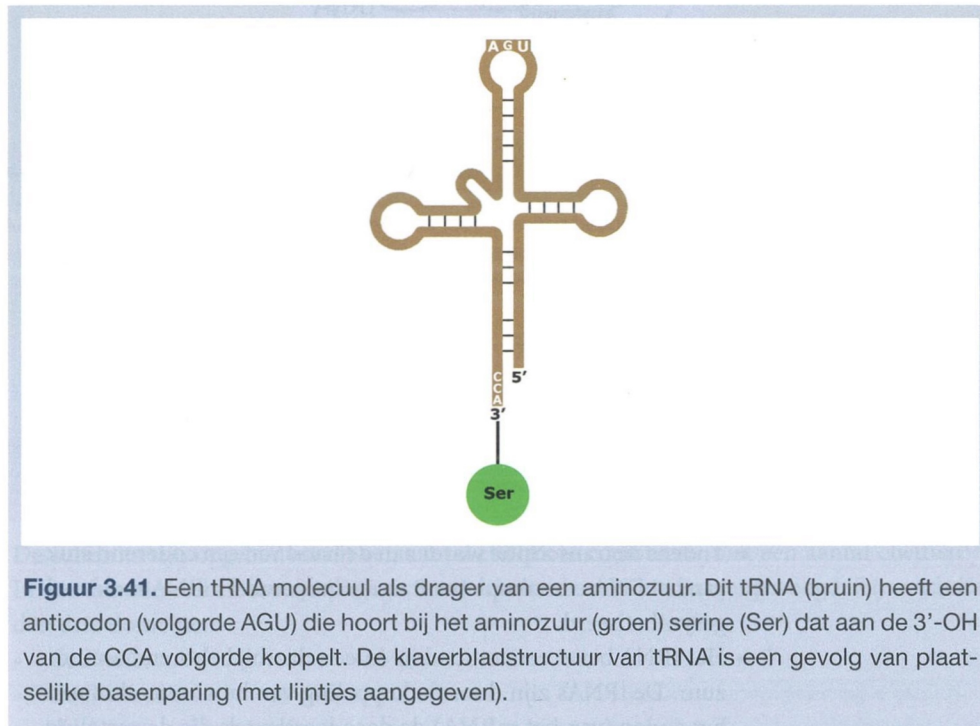 AGU
CCA
5’
3’
Ser
Figuur 3.41. Een tRNA molecuul als drager van een aminozuur. Dit tRNA (bruin) heeft een
anticodon (volgorde AGU) die hoort bij het aminozuur (groen) serine (Ser) dat aan de 3’-OH
van de CCA volgorde koppelt. De klaverbladstructuur van tRNA is een gevolg van plaat-
selijke basenparing (met lijntjes aangegeven).